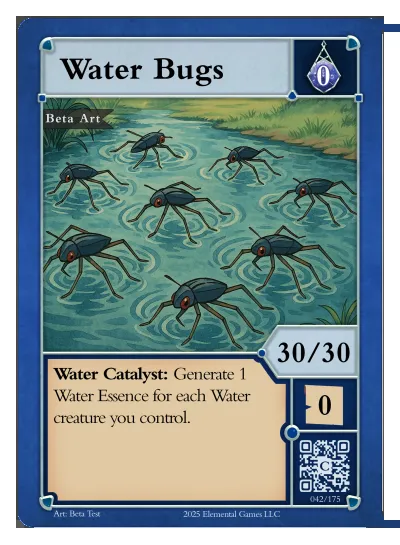 Water Bugs
0
Beta Art
30/30
Water Catalyst: Generate 1
Water Essence for each Water
creature you control.
0
C
042/175
Art: Beta Test
2025 Elemental Games LLC